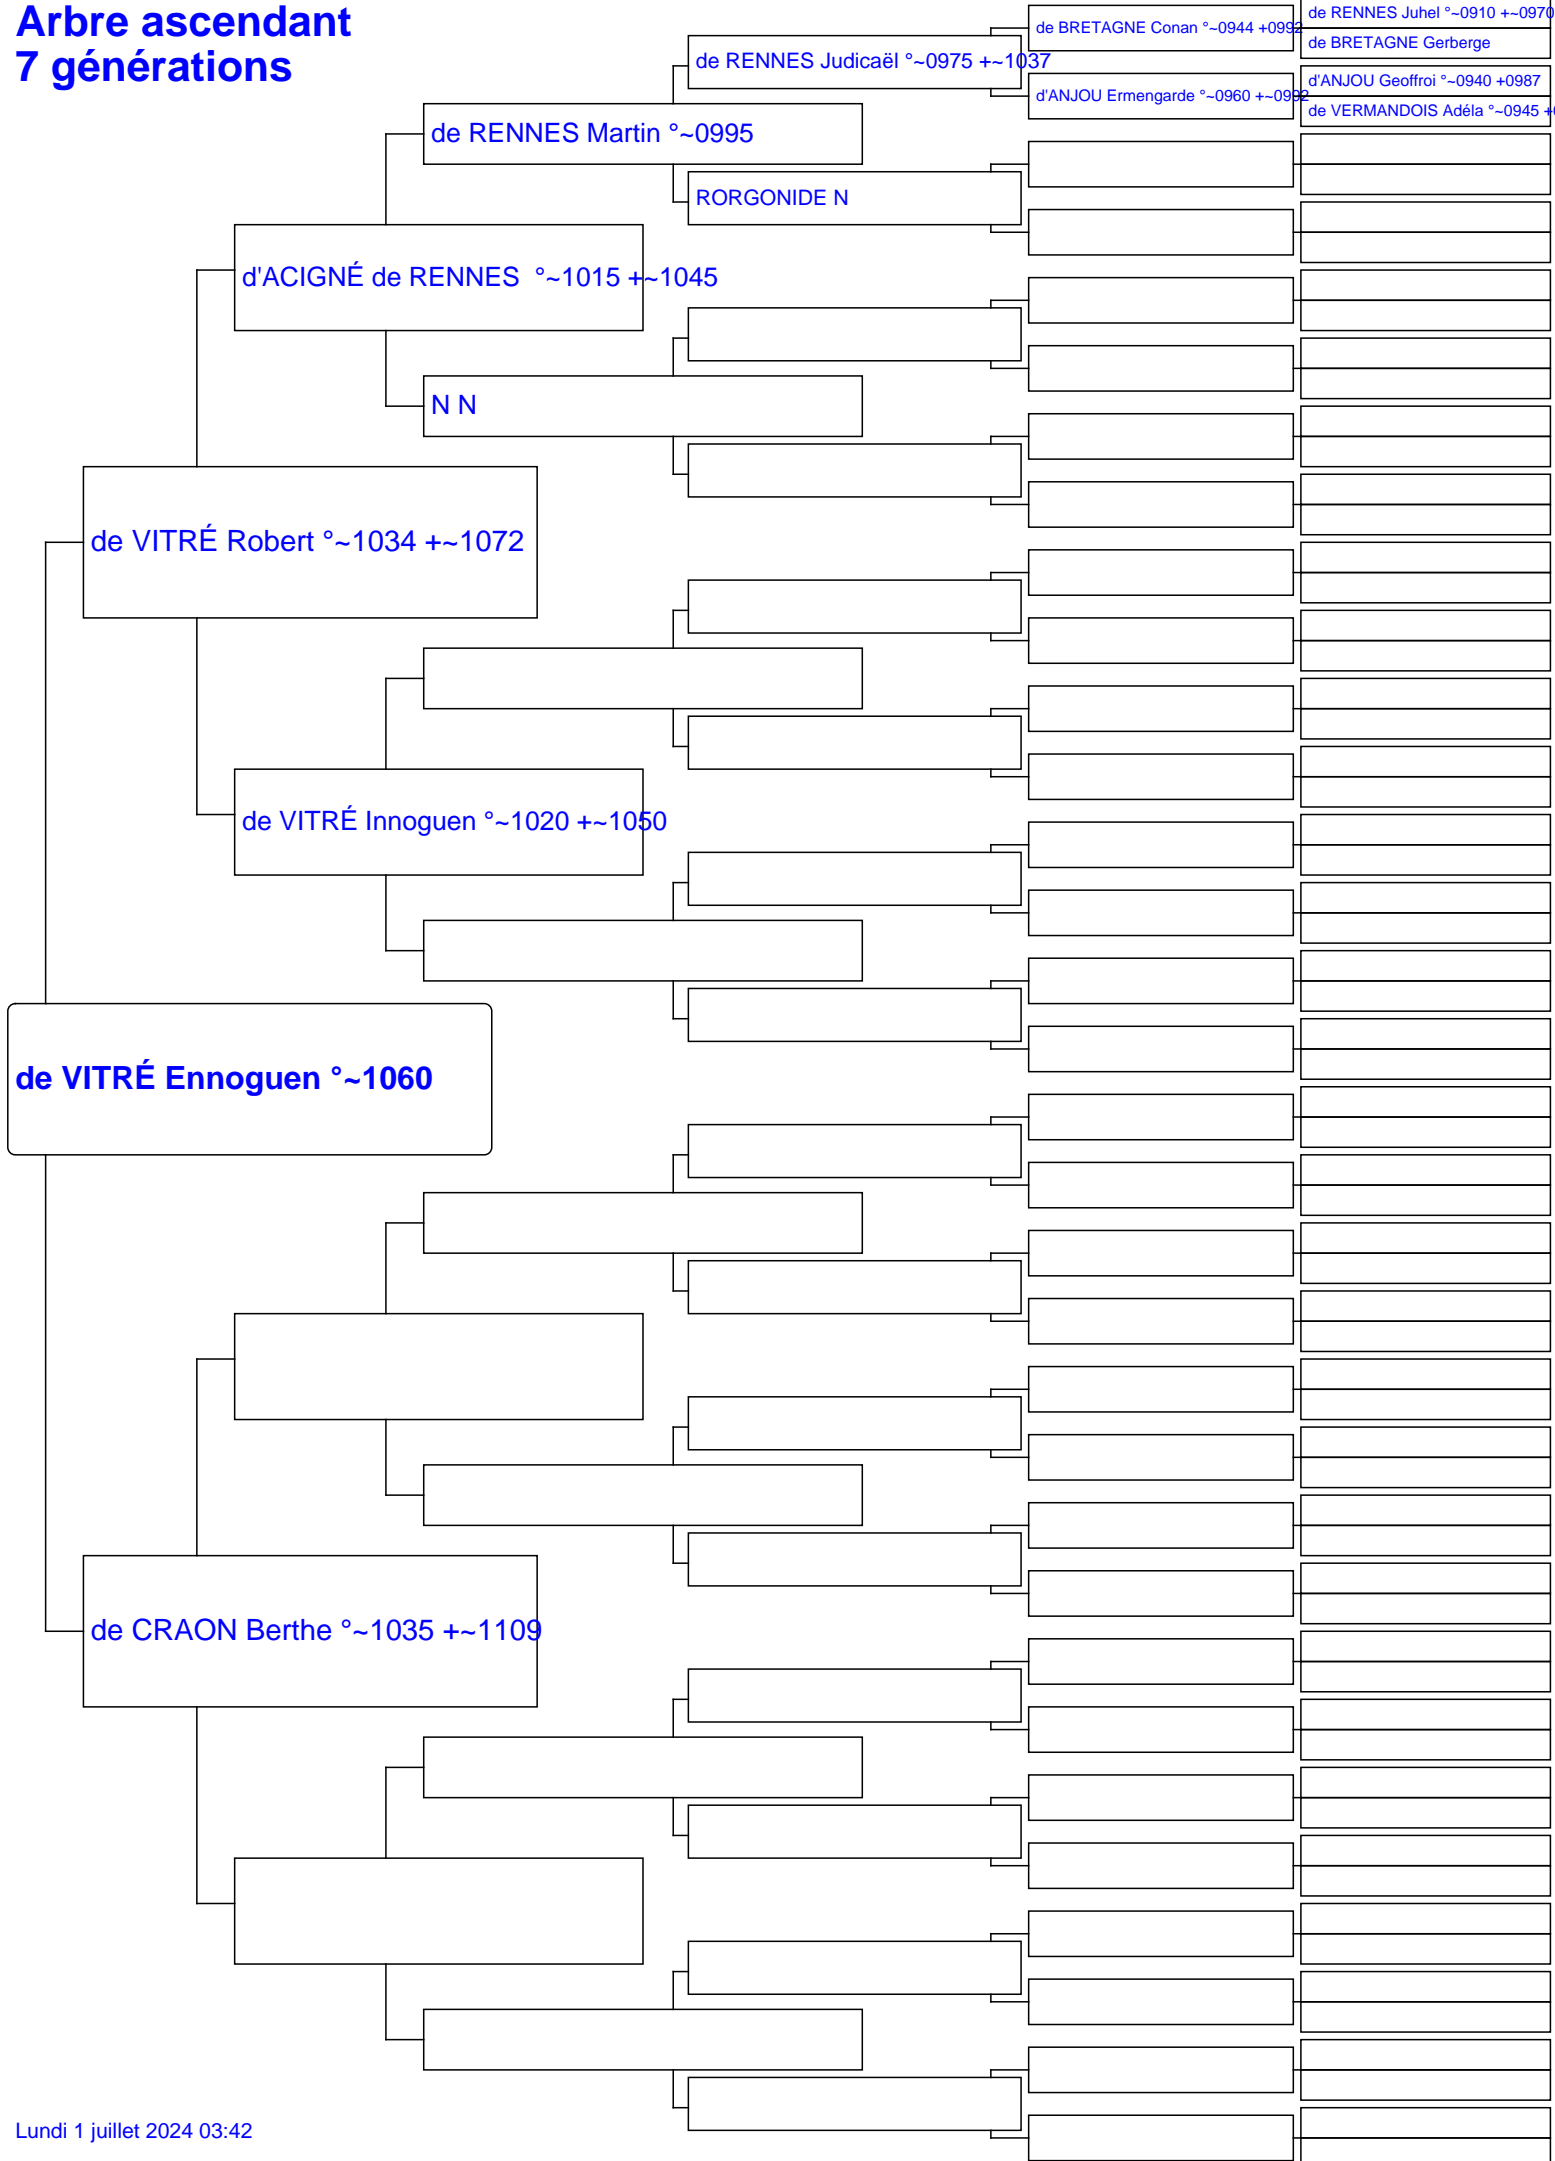 Arbre ascendant
7 générations
de BRETAGNE Conan °~0944 +0992
de RENNES Juhel °~0910 +~0970
de BRETAGNE Gerberge
de RENNES Judicaël °~0975 +~1037
d'ANJOU Ermengarde °~0960 +~0992
d'ANJOU Geoffroi °~0940 +0987
de VERMANDOIS Adéla °~0945
de RENNES Martin °~0995
RORGONIDE N
d'ACIGNÉ de RENNES °~1015 +~1045
N N
de VITRÉ Robert °~1034 +~1072
de VITRÉ Innoguen °~1020 +~1050
de VITRÉ Ennoguen °~1060
de CRAON Berthe °~1035 +~1109
Lundi 1 juillet 2024 03:42